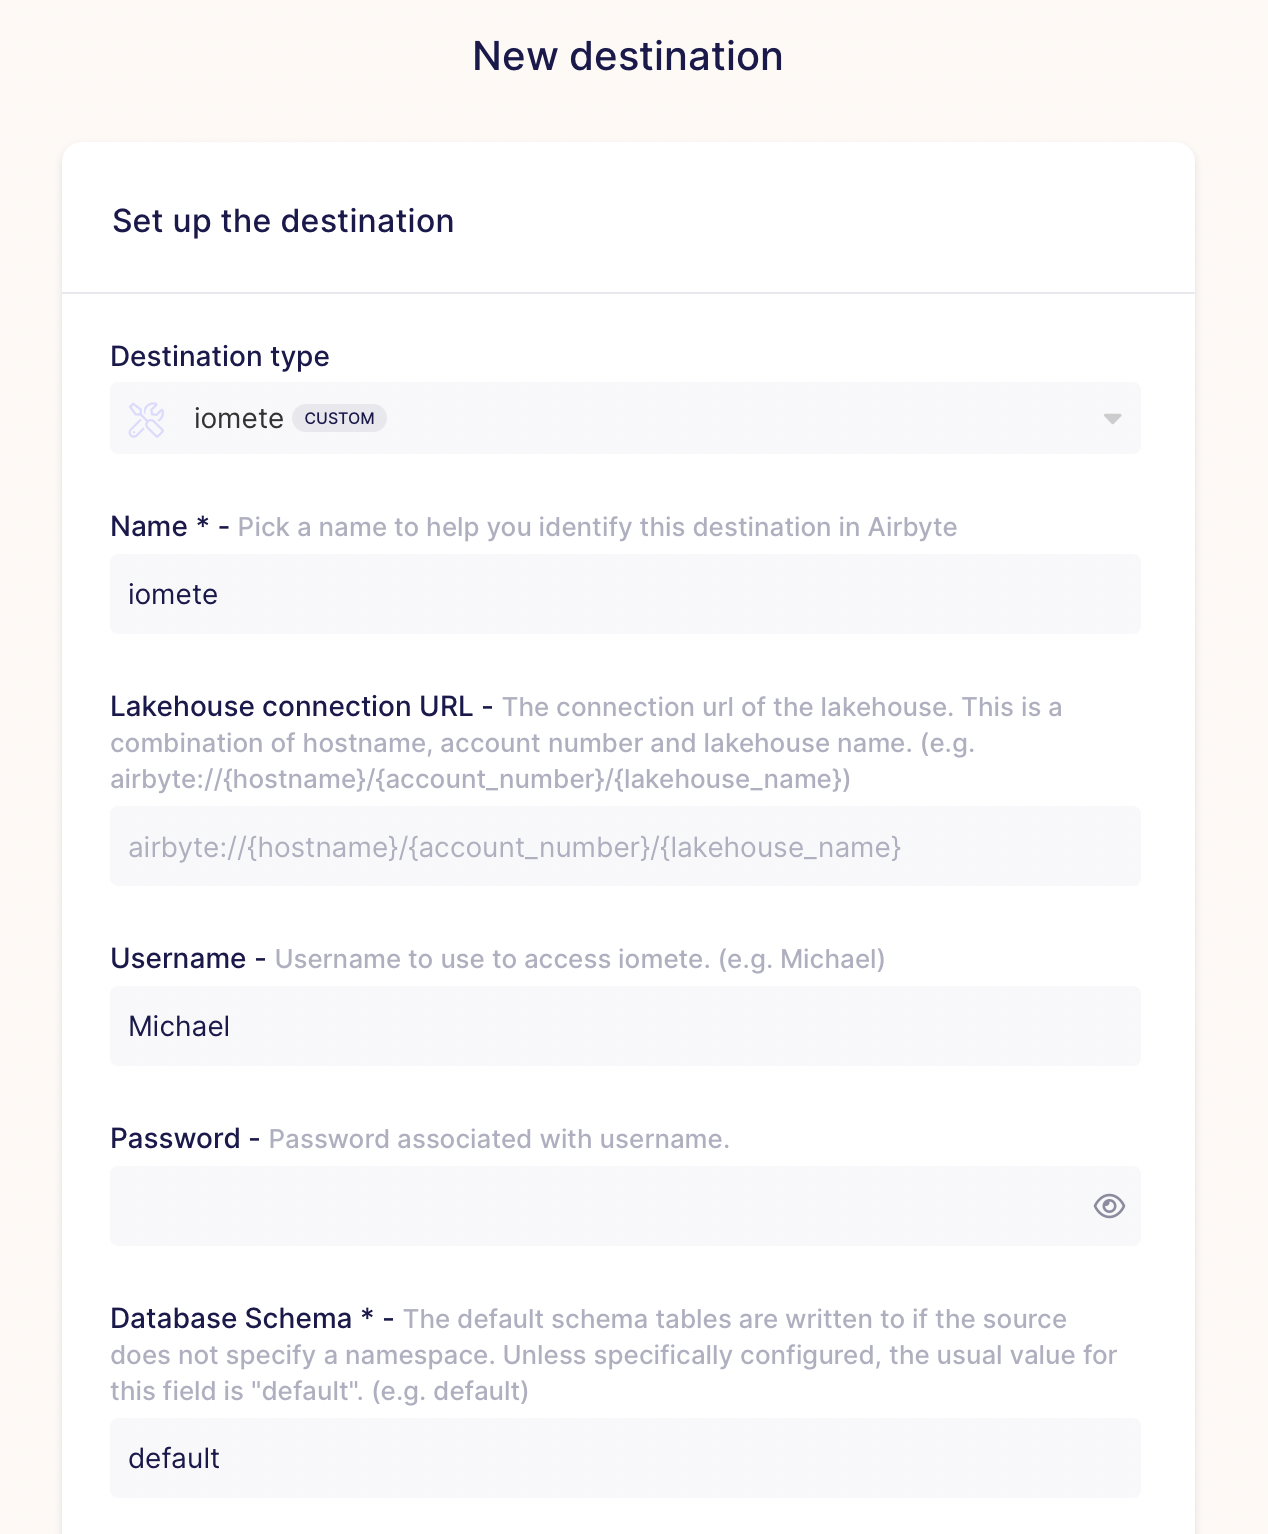 New destination
Set up the destination
Destination type
iomete CUSTOM
Name * - Pick a name to help you identify this destination in Airbyte
iomete
Lakehouse connection URL - The connection url of the lakehouse. This is a
combination of hostname, account number and lakehouse name. (e.g.
airbyte://{hostname}/{account_number}/{lakehouse_name})
airbyte://{hostname}/{account_number}/{lakehouse_name}
Username - Username to use to access iomete. (e.g. Michael)
Michael
Password - Password associated with username.
Database Schema * - The default schema tables are written to if the source
does not specify a namespace. Unless specifically configured, the usual value for
this field is "default". (e.g. default)
default